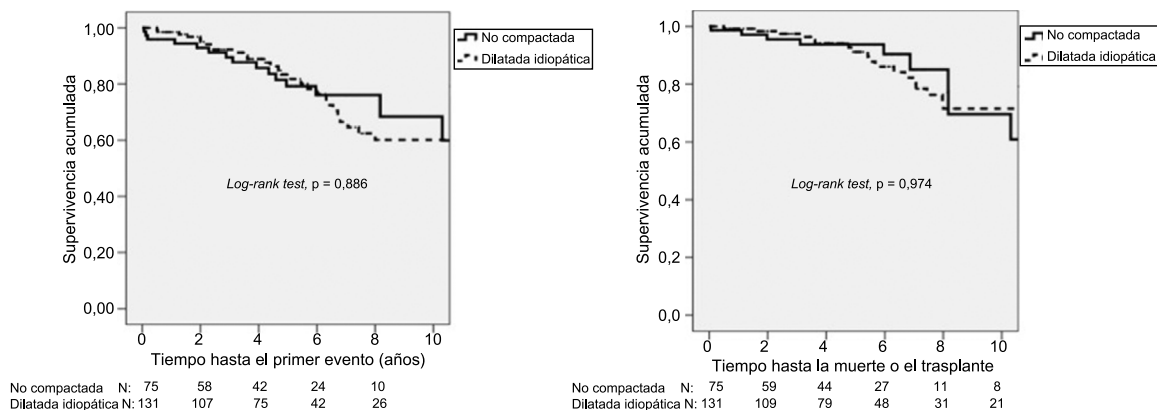 1,00
0,80
0,60
0,40
0,20
0,00
Supervivencia acumulada
No compactada
Dilatada idiopática
Log-rank test, p = 0,886
0 2 4 6 8 10
Tiempo hasta el primer evento (años)
No compactada N: 75 58 42 24 10
Dilatada idiopática N: 131 107 75 42 26
1,0
0,8
0,6
0,4
0,2
0,0
Supervivencia acumulada
No compactada
Dilatada idiopática
Log-rank test, p = 0,974
0 2 4 6 8 10
Tiempo hasta la muerte o el trasplante
No compactada N: 75 59 44 27 11 8
Dilatada idiopática N: 131 109 79 48 31 21